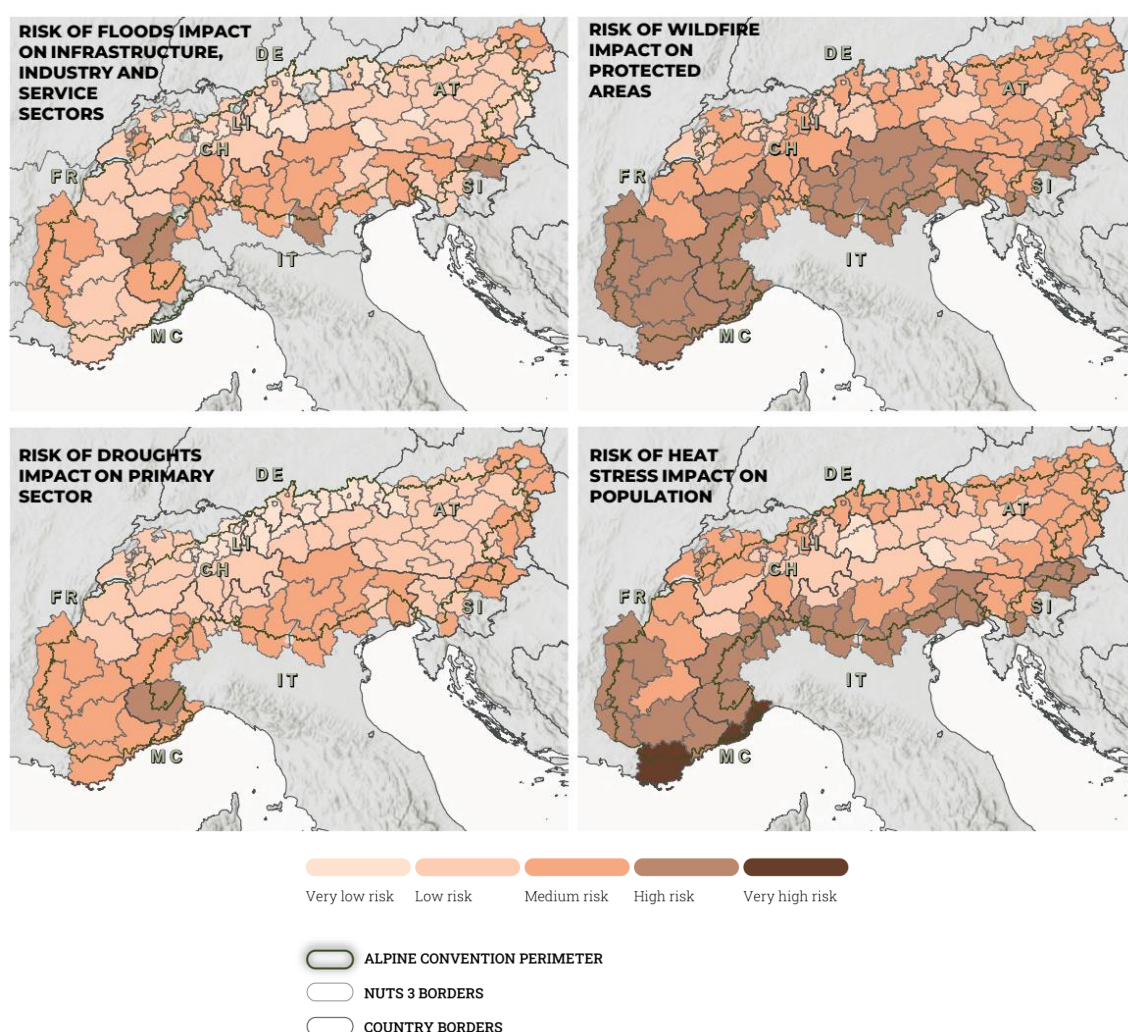 RISK OF FLOODS IMPACT
ON INFRASTRUCTURE,
INDUSTRY AND
SERVICE
SECTORS
DE
AT
LI
CH
FR
SI
IT
MC
RISK OF WILDFIRE
IMPACT ON
PROTECTED
AREAS
DE
AT
LI
CH
FR
SI
IT
MC
RISK OF DROUGHTS
IMPACT ON PRIMARY
SECTOR
DE
AT
LI
CH
FR
SI
IT
MC
RISK OF HEAT
STRESS IMPACT ON
POPULATION
DE
AT
LI
CH
FR
SI
IT
MC
Very low risk
Low risk
Medium risk
High risk
Very high risk
ALPINE CONVENTION PERIMETER
NUTS 3 BORDERS
COUNTRY BORDERS